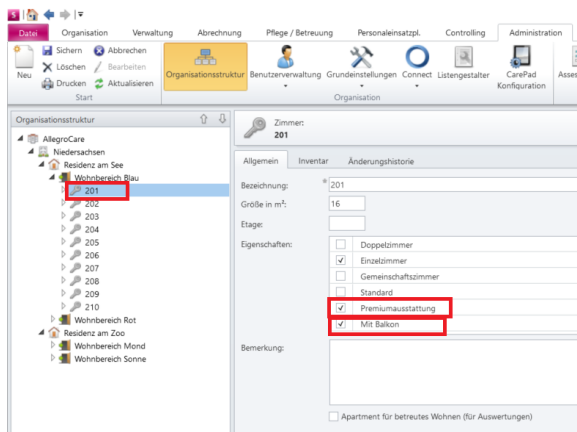 Datei Organisation Verwaltung Abrechnung Pflege / Betreuung Personaleinsatzpl. Controlling Administration
Neu
Sichern Abbrechen
Löschen Bearbeiten
Drucken Aktualisieren
Start
Organisationsstruktur Benutzerverwaltung Grundeinstellungen Connect Listengestalter CarePad Konfiguration
Organisation
Organisationsstruktur
AllegroCare
Niedersachsen
Residenz am See
Wohnbereich Blau
201
202
203
204
205
206
207
208
209
210
Wohnbereich Rot
Residenz am Zoo
Wohnbereich Mond
Wohnbereich Sonne
Zimmer:
201
Allgemein Inventar Änderungshistorie
Bezeichnung: * 201
Größe in m²: 16
Etage:
Eigenschaften:
Doppelzimmer
Einzelzimmer
Gemeinschaftszimmer
Standard
Premiumausstattung
Mit Balkon
Bemerkung:
Apartment für betreutes Wohnen (für Auswertungen)